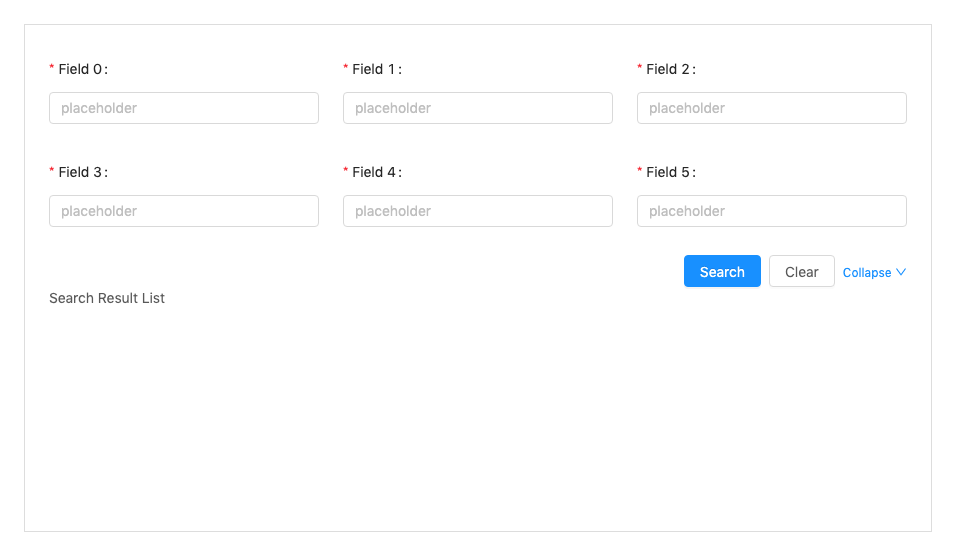 * Field 0: * Field 1: * Field 2:
placeholder placeholder placeholder
* Field 3: * Field 4: * Field 5:
placeholder placeholder placeholder
Search Clear Collapse
Search Result List